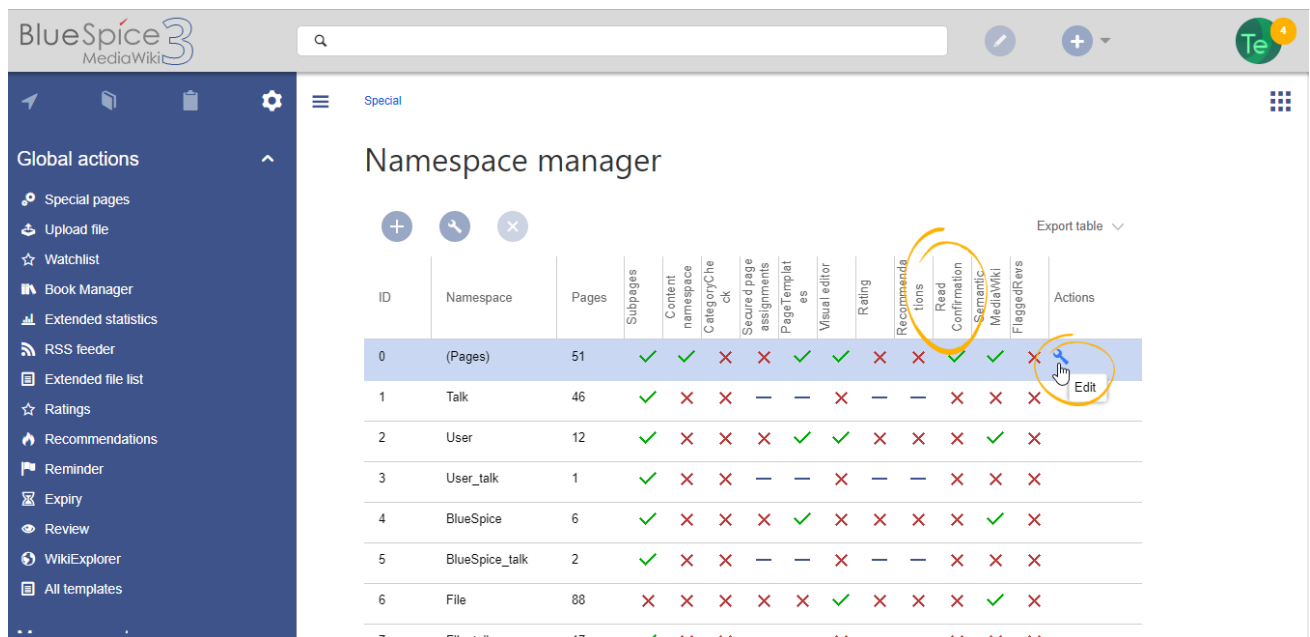 BlueSpice 3
MediaWiki
Te
4
Special
Global actions
Special pages
Upload file
Watchlist
Book Manager
Extended statistics
RSS feeder
Extended file list
Ratings
Recommendations
Reminder
Expiry
Review
WikiExplorer
All templates
Namespace manager
Export table
ID Namespace Pages Subpages Content namespace CategoryCheck Secured page assignments PageTemplates Visual editor Rating Recommendations Read Confirmation Semantic MediaWiki FlaggedRevs Actions
0 (Pages) 51
Edit
1 Talk 46
2 User 12
3 User_talk 1
4 BlueSpice 6
5 BlueSpice_talk 2
6 File 88